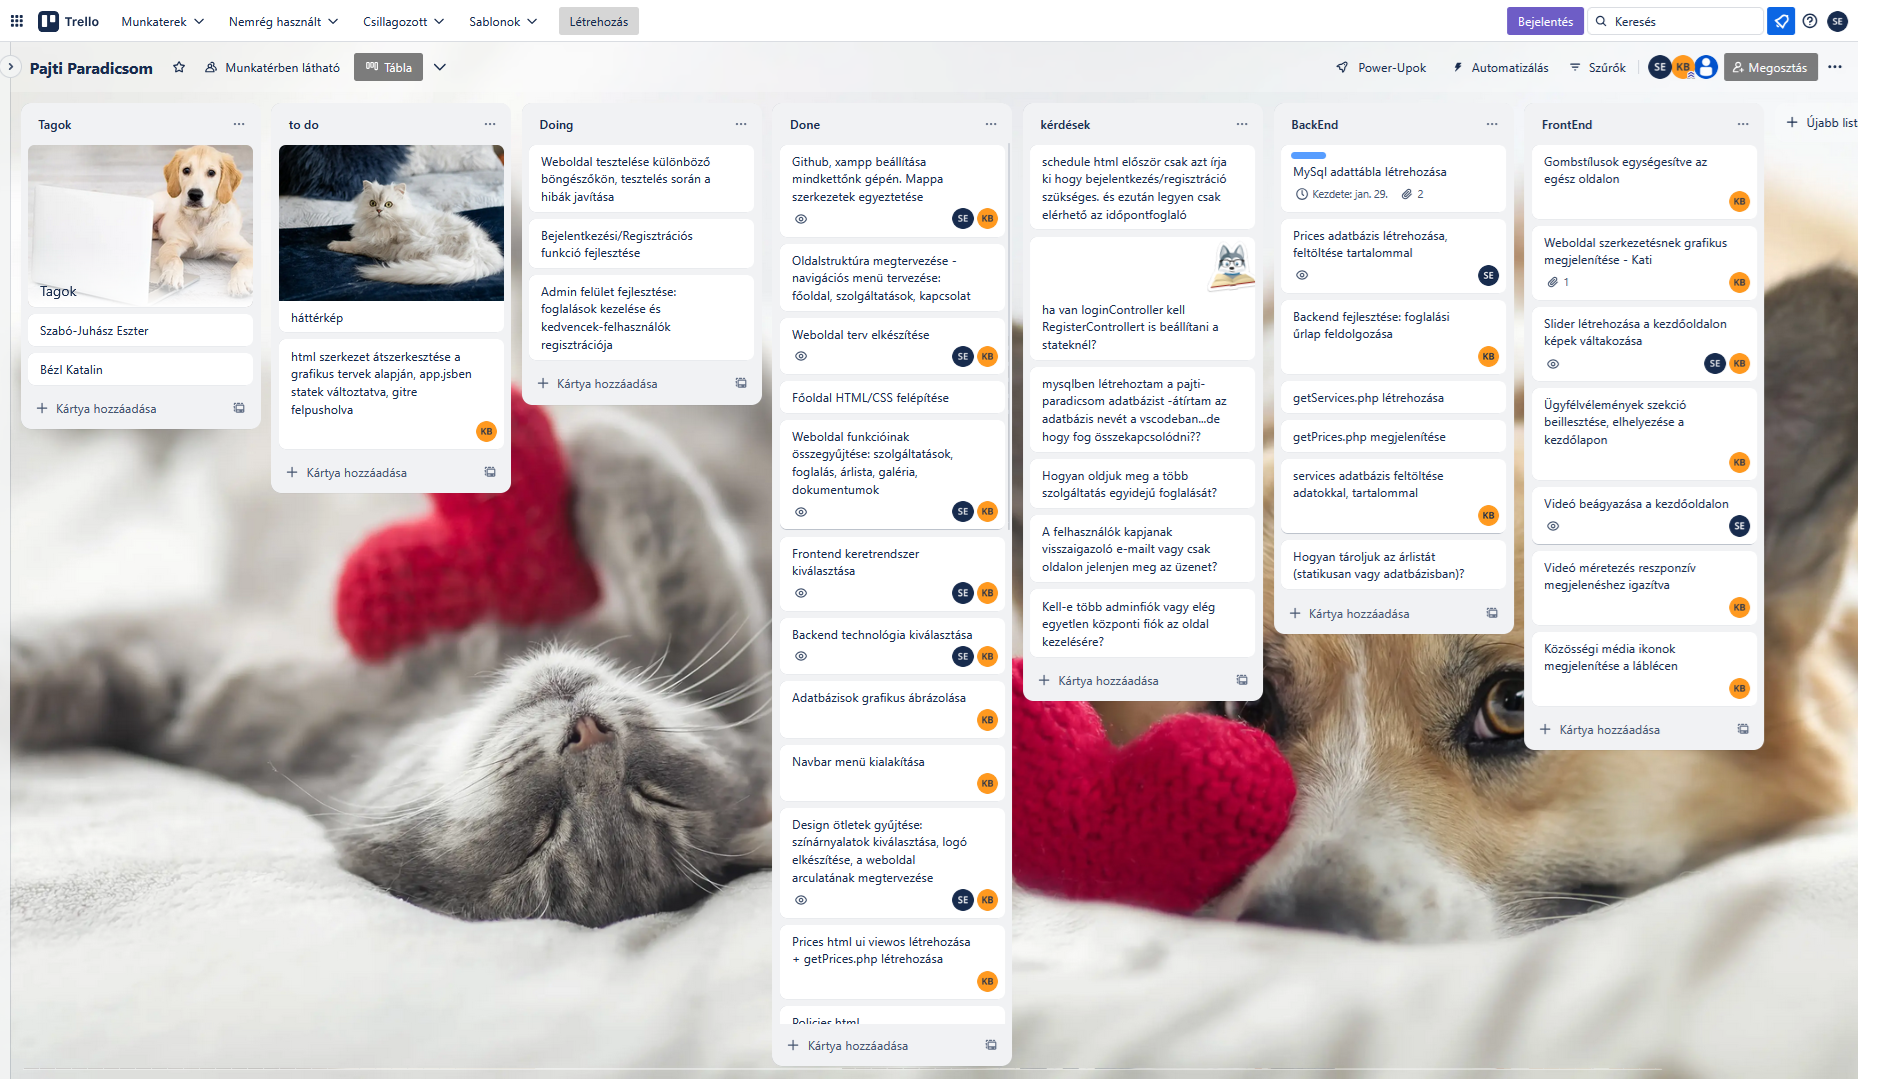 Trello
Munkaterek
Nemrég használt
Csillagozott
Sablonok
Létrehozás
Bejelentés
Keresés
SE
Pajti Paradicsom
Munkatérben látható
Tábla
Power-Upok
Automatizálás
Szűrők
SE
KB
Megosztás
Tagok
Tagok
Szabó-Juhász Eszter
Bézl Katalin
Kártya hozzáadása
to do
háttérkép
html szerkezet átszerkesztése a
grafikus tervek alapján, app.jsben
statek változtatva, gitre
felpusholva
KB
Kártya hozzáadása
Doing
Weboldal tesztelése különböző
böngészőkön, tesztelés során a
hibák javítása
Bejelentkezési/Regisztrációs
funkció fejlesztése
Admin felület fejlesztése:
foglalások kezelése és
kedvencek-felhasználók
regisztrációja
Kártya hozzáadása
Done
Github, xampp beállítása
mindkettőnk gépén. Mappa
szerkezetek egyeztetése
SE KB
Oldalstruktúra megtervezése -
navigációs menü tervezése:
főoldal, szolgáltatások, kapcsolat
Weboldal terv elkészítése
SE KB
Főoldal HTML/CSS felépítése
Weboldal funkcióinak
összegyűjtése: szolgáltatások,
foglalás, árlista, galéria,
dokumentumok
SE KB
Frontend keretrendszer
kiválasztása
SE KB
Backend technológia kiválasztása
SE KB
Adatbázisok grafikus ábrázolása
KB
Navbar menü kialakítása
KB
Design ötletek gyűjtése:
színárnyalatok kiválasztása, logó
elkészítése, a weboldal
arculatának megtervezése
SE KB
Prices html ui viewos létrehozása
+ getPrices.php létrehozása
KB
Policies html
Kártya hozzáadása
kérdések
schedule html először csak azt írja
ki hogy bejelentkezés/regisztráció
szükséges. és ezután legyen csak
elérhető az időpontfoglaló
ha van loginController kell
RegisterControllert is beállítani a
stateknél?
mysqlben létrehoztam a pajti-
paradicsom adatbázist -átírtam az
adatbázis nevét a vscodeban...de
hogy fog összekapcsolódni??
Hogyan oldjuk meg a több
szolgáltatás egyidejű foglalását?
A felhasználók kapjanak
visszaigazoló e-mailt vagy csak
oldalon jelenjen meg az üzenet?
Kell-e több adminfiók vagy elég
egyetlen központi fiók az oldal
kezelésére?
Kártya hozzáadása
BackEnd
MySql adattábla létrehozása
Kezdete: jan. 29. 2
Prices adatbázis létrehozása,
feltöltése tartalommal
SE
Backend fejlesztése: foglalási
űrlap feldolgozása
KB
getServices.php létrehozása
getPrices.php megjelenítése
services adatbázis feltöltése
adatokkal, tartalommal
KB
Hogyan tároljuk az árlistát
(statikusan vagy adatbázisban)?
Kártya hozzáadása
FrontEnd
Gombstílusok egységesítve az
egész oldalon
KB
Weboldal szerkezetésnek grafikus
megjelenítése - Kati
1
KB
Slider létrehozása a kezdőoldalon
képek váltakozása
SE KB
Ügyfélvélemények szekció
beillesztése, elhelyezése a
kezdőlapon
KB
Videó beágyazása a kezdőoldalon
SE
Videó méretezés reszponzív
megjelenéshez igazítva
KB
Közösségi média ikonok
megjelenítése a láblécen
KB
Kártya hozzáadása
Újabb list